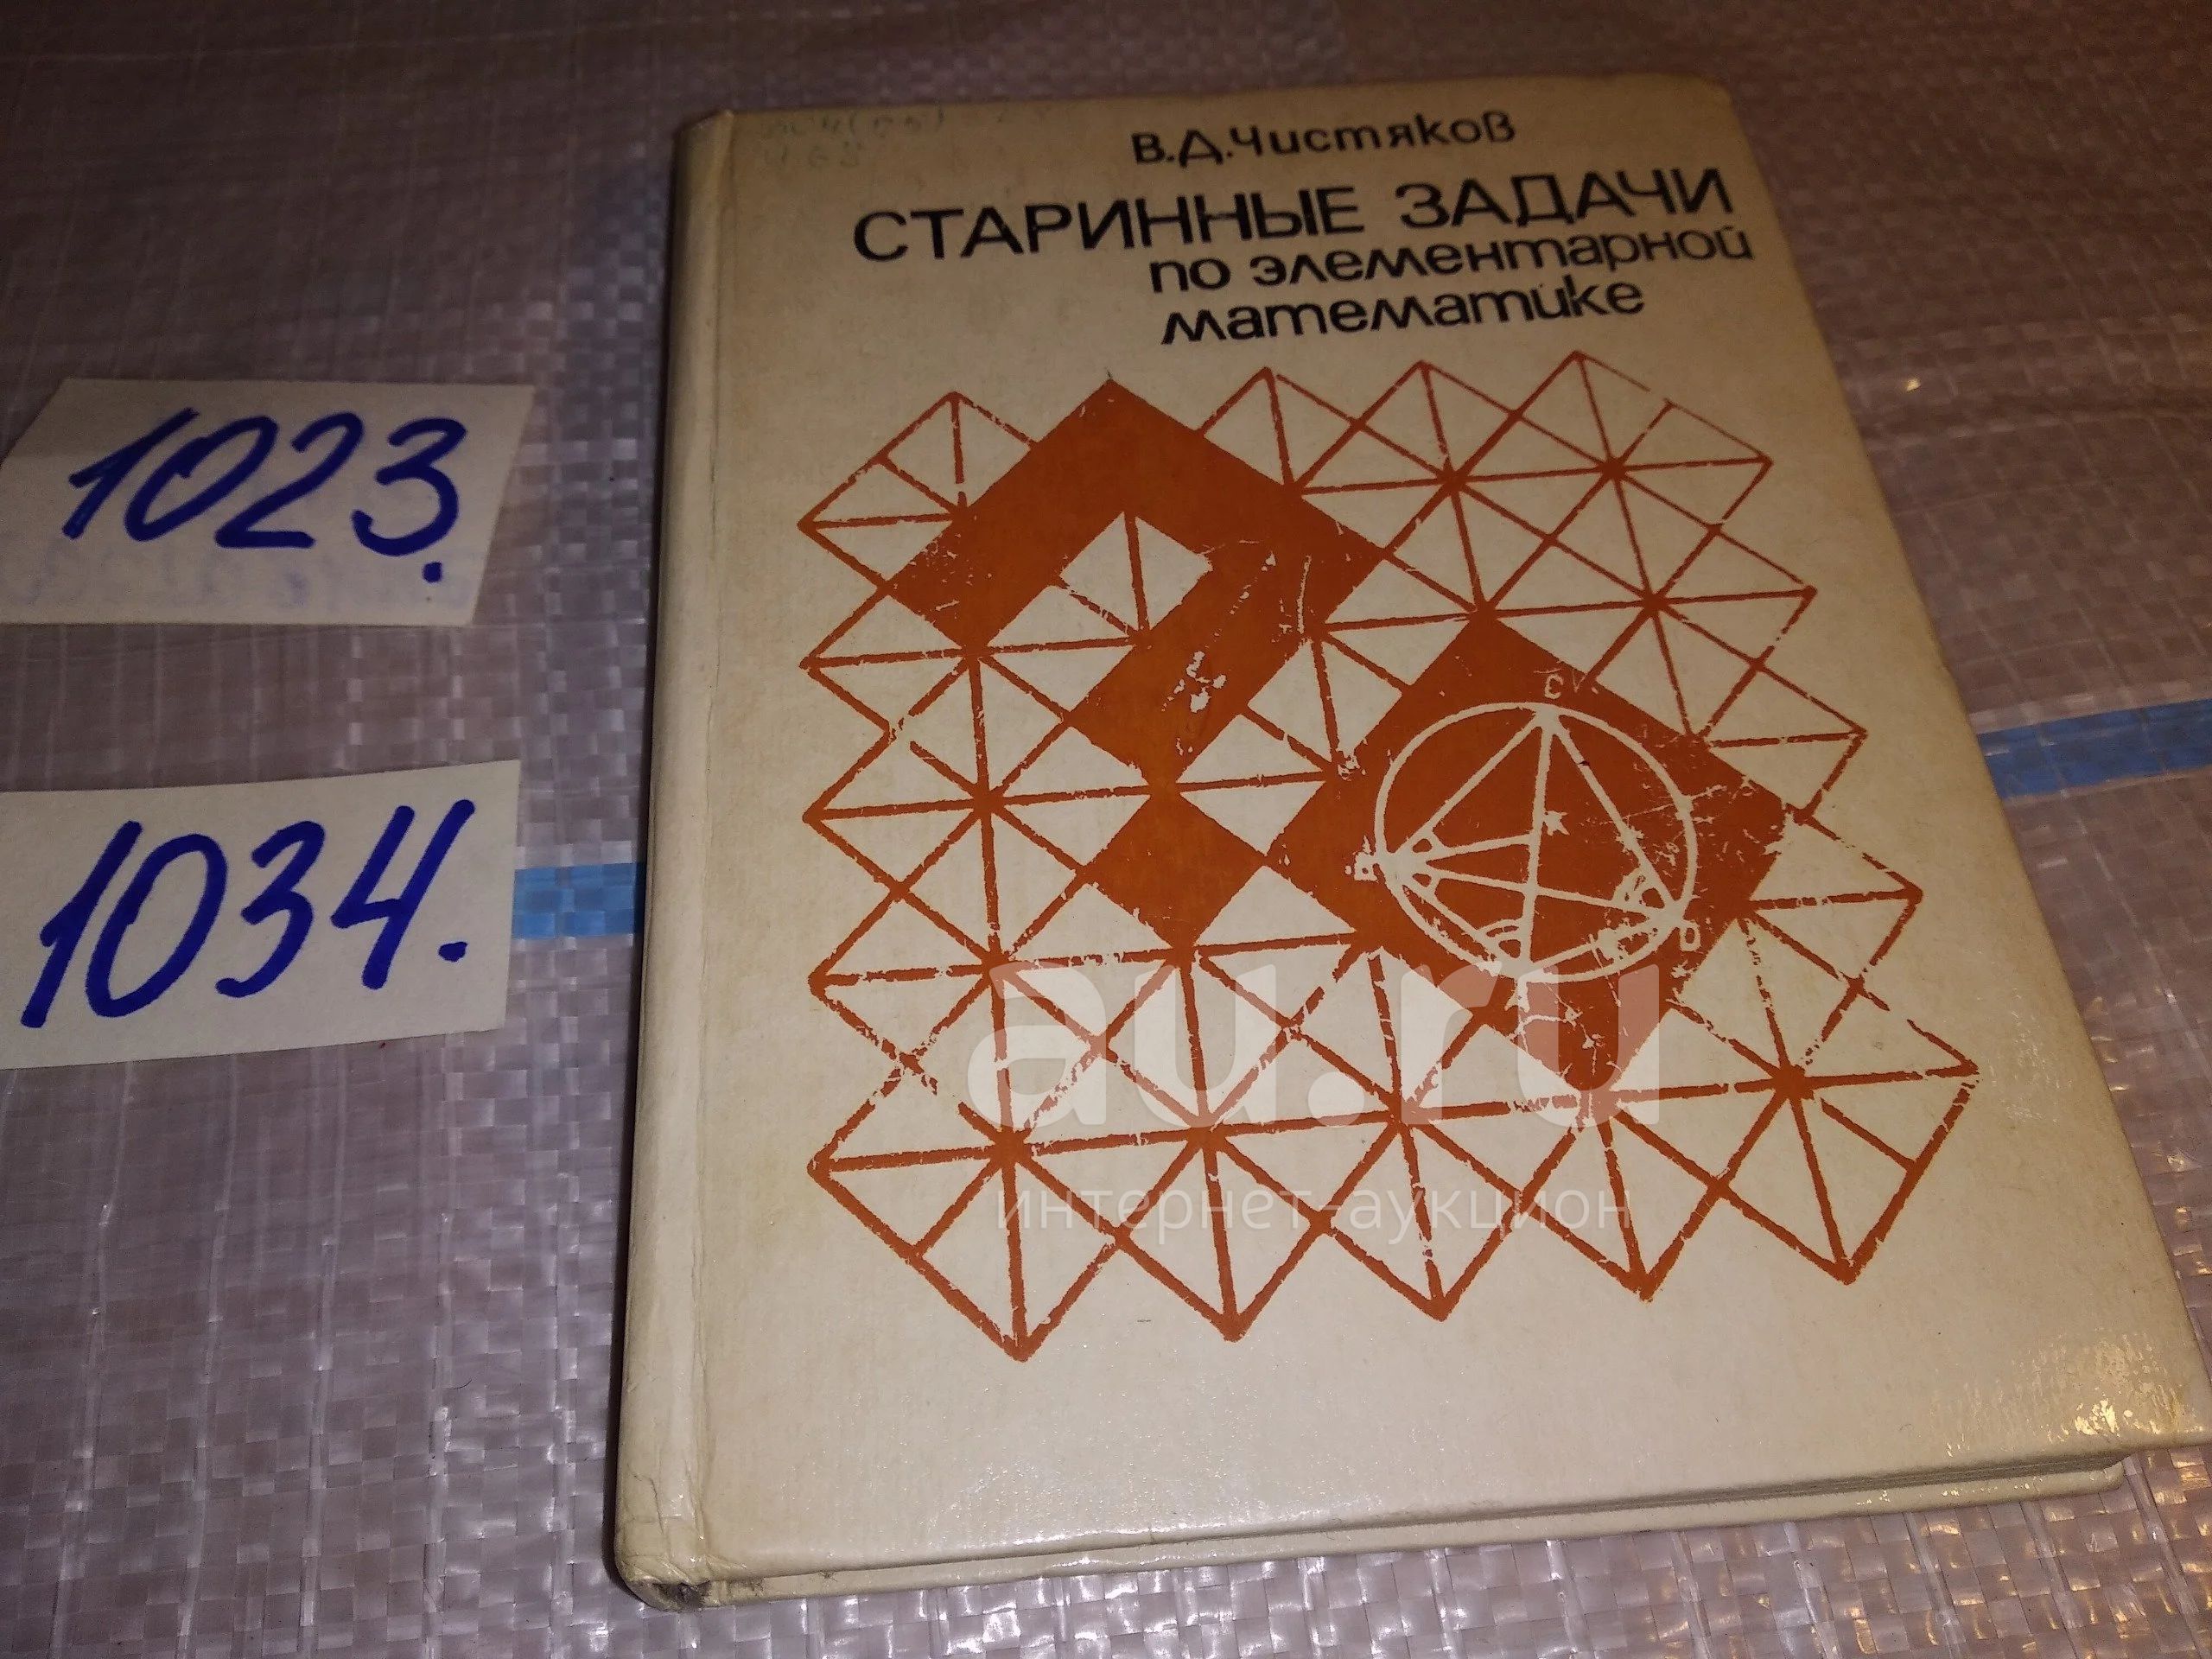 В.Д.Чистяков
СТАРИННЫЕ ЗАДАЧИ
по элементарной
математике
1023.
1034.
C
B
D
au.ru
интернет-аукцион